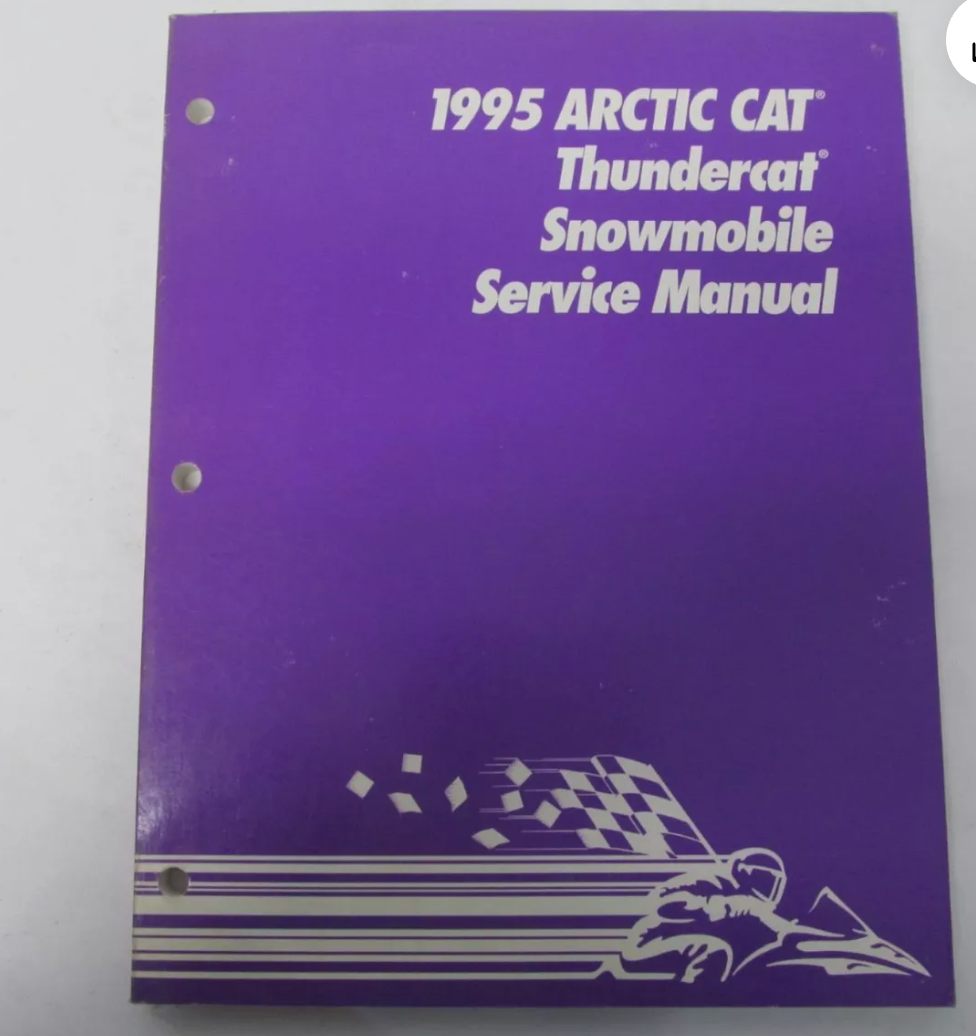 1995 ARCTIC CAT®
Thundercat®
Snowmobile
Service Manual